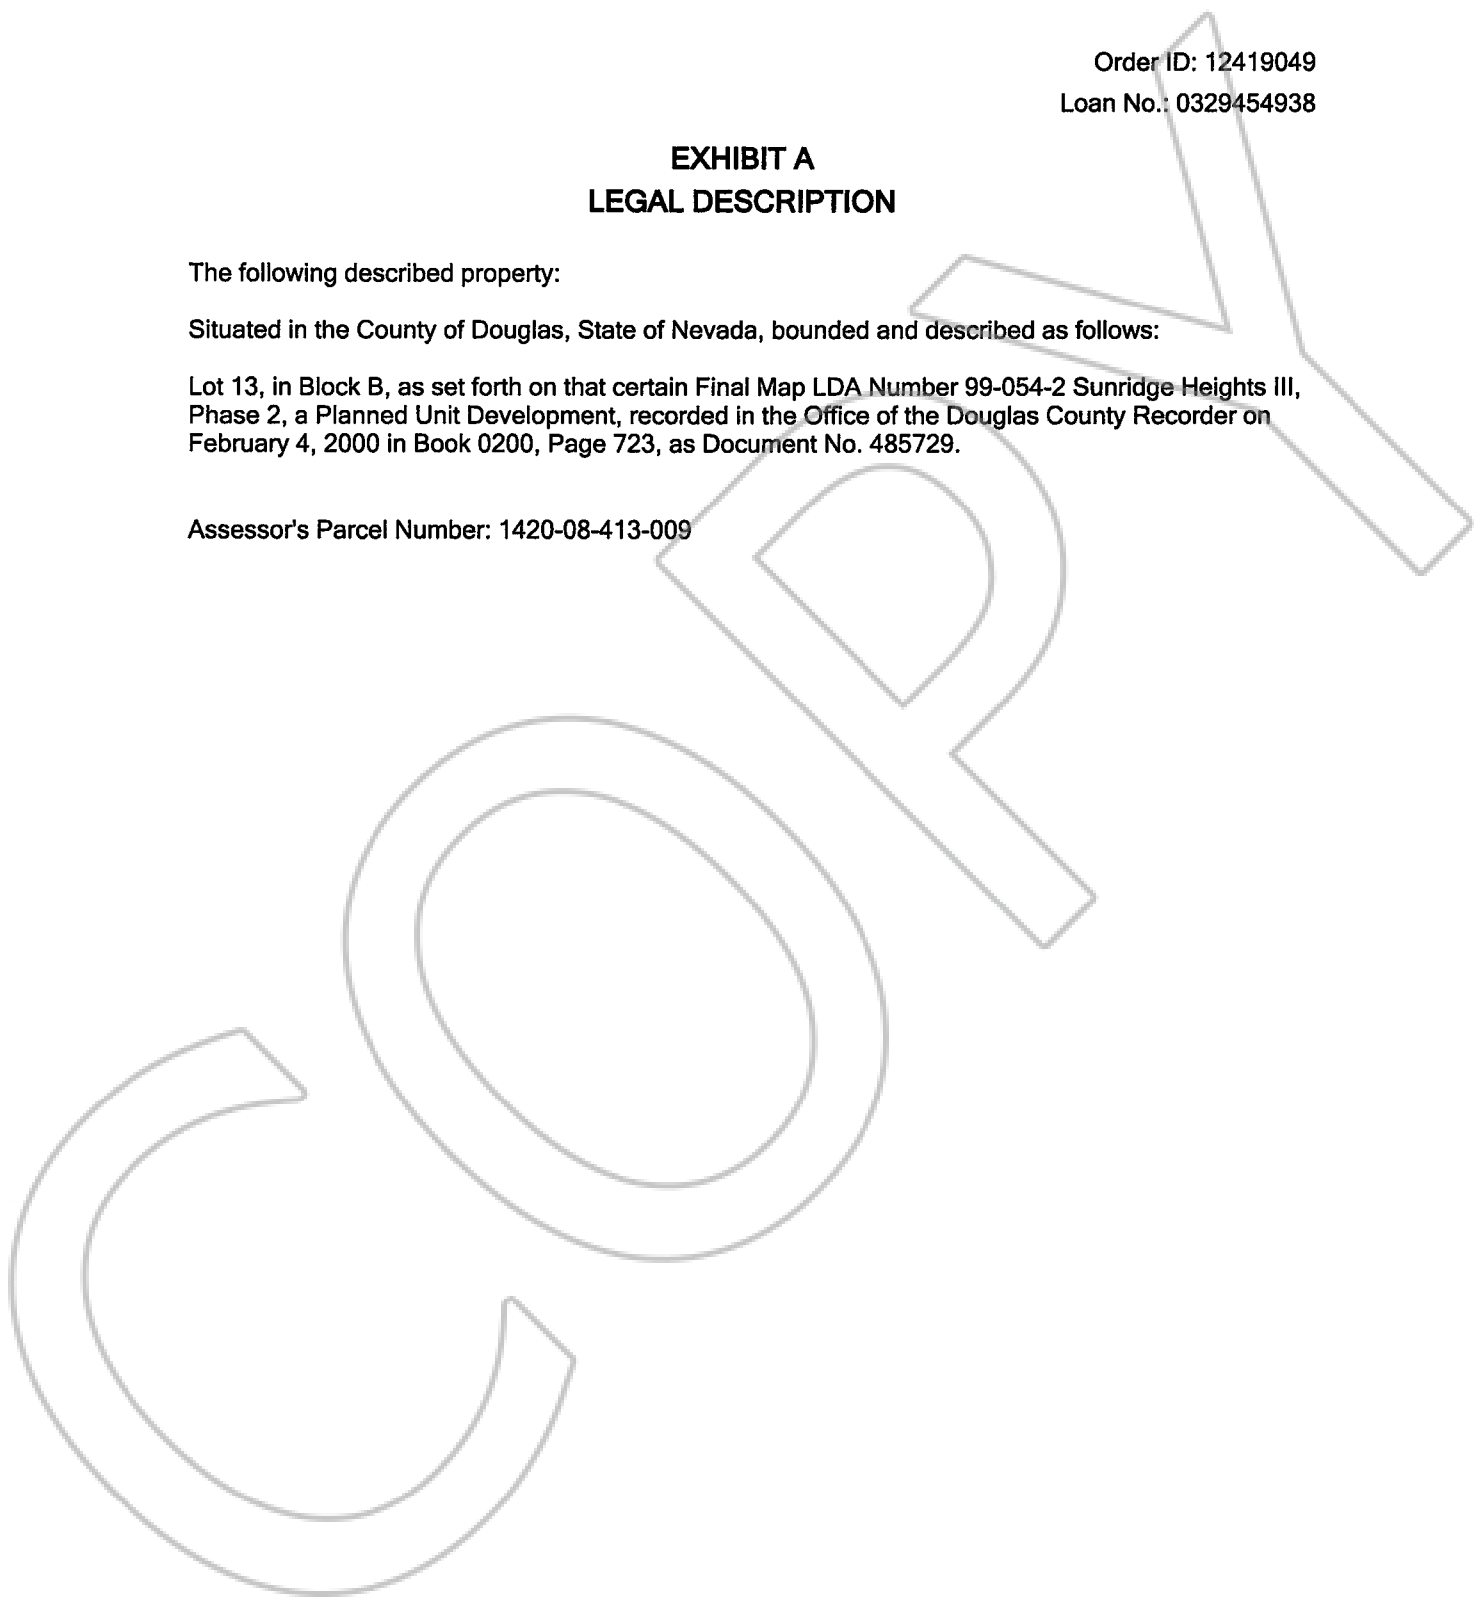 Order ID: 12419049
Loan No.: 0329454938
EXHIBIT A
LEGAL DESCRIPTION
The following described property:
Situated in the County of Douglas, State of Nevada, bounded and described as follows:
Lot 13, in Block B, as set forth on that certain Final Map LDA Number 99-054-2 Sunridge Heights III,
Phase 2, a Planned Unit Development, recorded in the Office of the Douglas County Recorder on
February 4, 2000 in Book 0200, Page 723, as Document No. 485729.
Assessor's Parcel Number: 1420-08-413-009
COPY